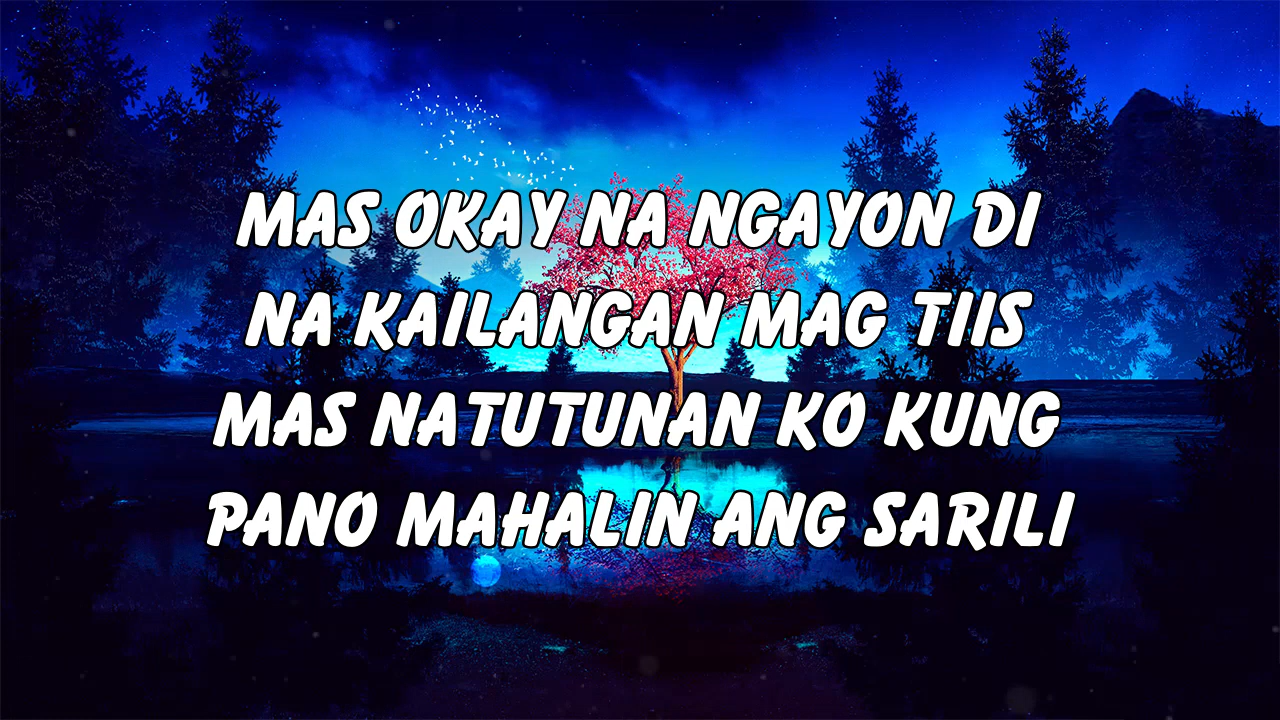 MAS OKAY NA NGAYON DI
NA KAILANGAN MAG TIIS
MAS NATUTUNAN KO KUNG
PANO MAHALIN ANG SARILI